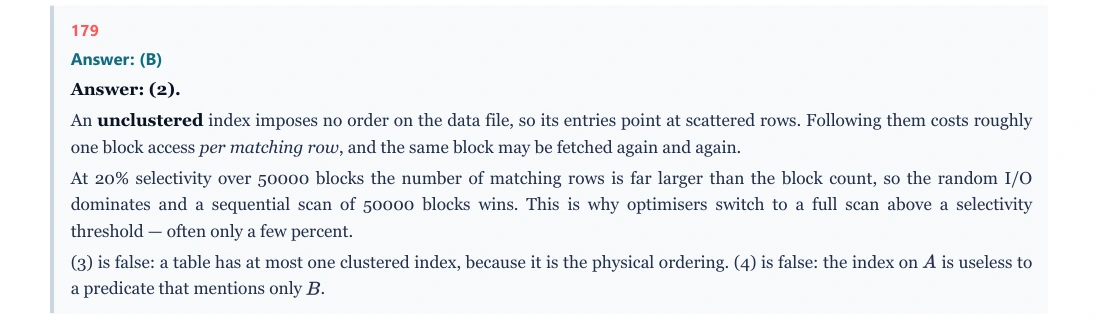 179
Answer: (B)
Answer: (2).
An unclustered index imposes no order on the data file, so its entries point at scattered rows. Following them costs roughly
one block access per matching row, and the same block may be fetched again and again.
At 20% selectivity over 50000 blocks the number of matching rows is far larger than the block count, so the random I/O
dominates and a sequential scan of 50000 blocks wins. This is why optimisers switch to a full scan above a selectivity
threshold — often only a few percent.
(3) is false: a table has at most one clustered index, because it is the physical ordering. (4) is false: the index on A is useless to
a predicate that mentions only B.